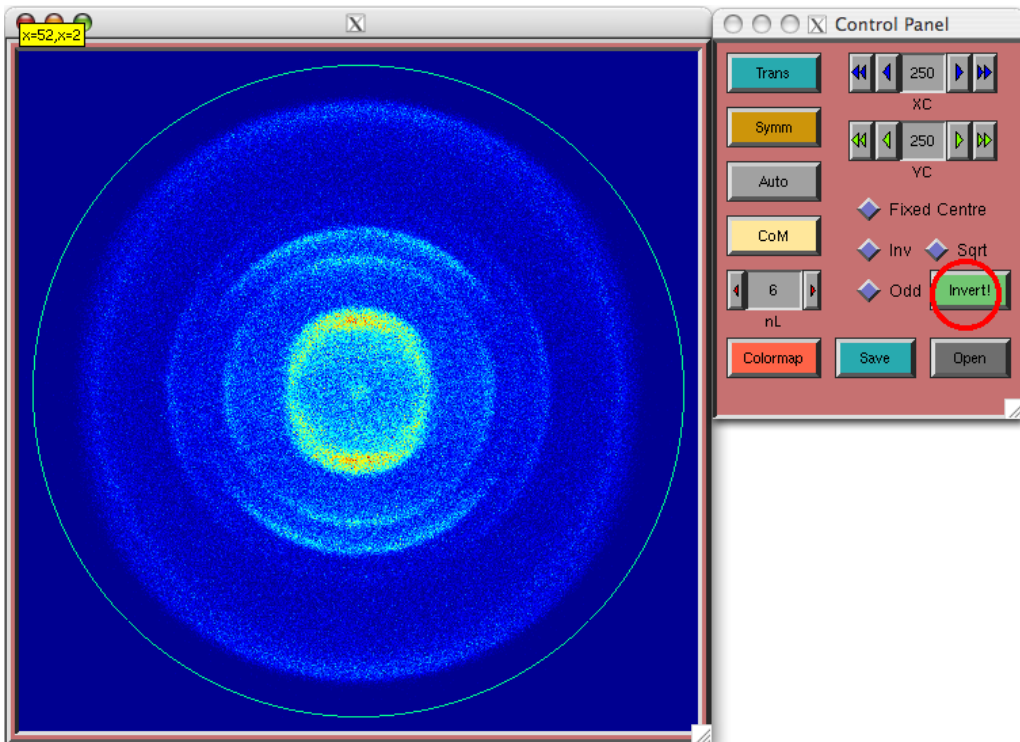 x=52,x=2
X
X Control Panel
Trans
250
XC
Symm
250
YC
Auto
Fixed Centre
CoM
Inv
Sqrt
6
nL
Odd
Invert!
Colormap
Save
Open